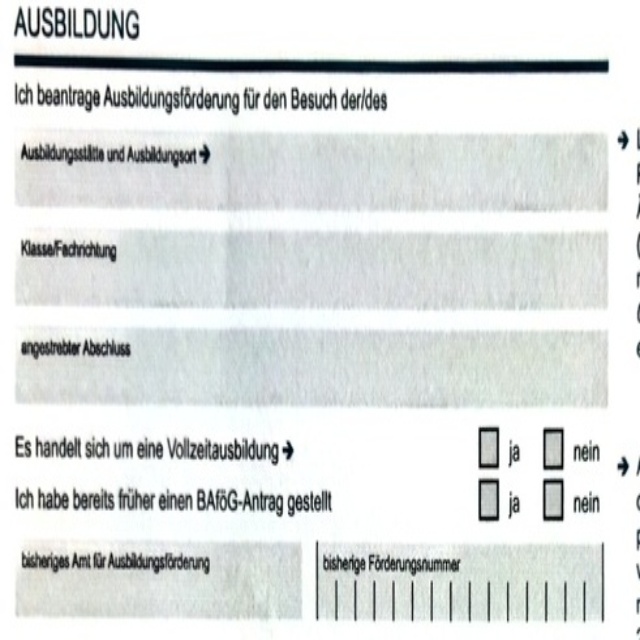 AUSBILDUNG
Ich beantrage Ausbildungsförderung für den Besuch der/des
Ausbildungsstätte und Ausbildungsort ➔
Klasse/Fachrichtung
angestrebter Abschluss
Es handelt sich um eine Vollzeitausbildung ➔ ja nein
Ich habe bereits früher einen BAföG-Antrag gestellt ja nein
bisheriges Amt für Ausbildungsförderung bisherige Förderungsnummer